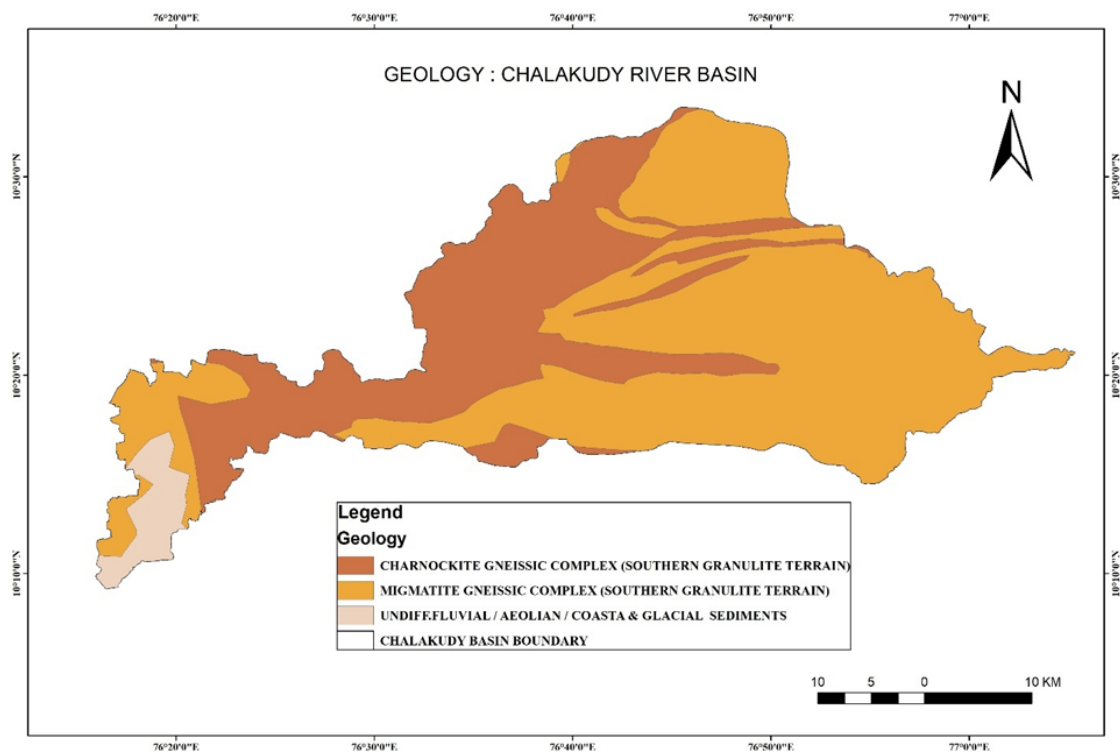 76°20'0"E 76°30'0"E 76°40'0"E 76°50'0"E 77°0'0"E
GEOLOGY : CHALAKUDY RIVER BASIN
N
10°30'0"N 10°30'0"N
10°20'0"N 10°20'0"N
10°10'0"N 10°10'0"N
Legend
Geology
CHARNOCKITE GNEISSIC COMPLEX (SOUTHERN GRANULITE TERRAIN)
MIGMATITE GNEISSIC COMPLEX (SOUTHERN GRANULITE TERRAIN)
UNDIFF.FLUVIAL / AEOLIAN / COASTA & GLACIAL SEDIMENTS
CHALAKUDY BASIN BOUNDARY
10 5 0 10 KM
76°20'0"E 76°30'0"E 76°40'0"E 76°50'0"E 77°0'0"E